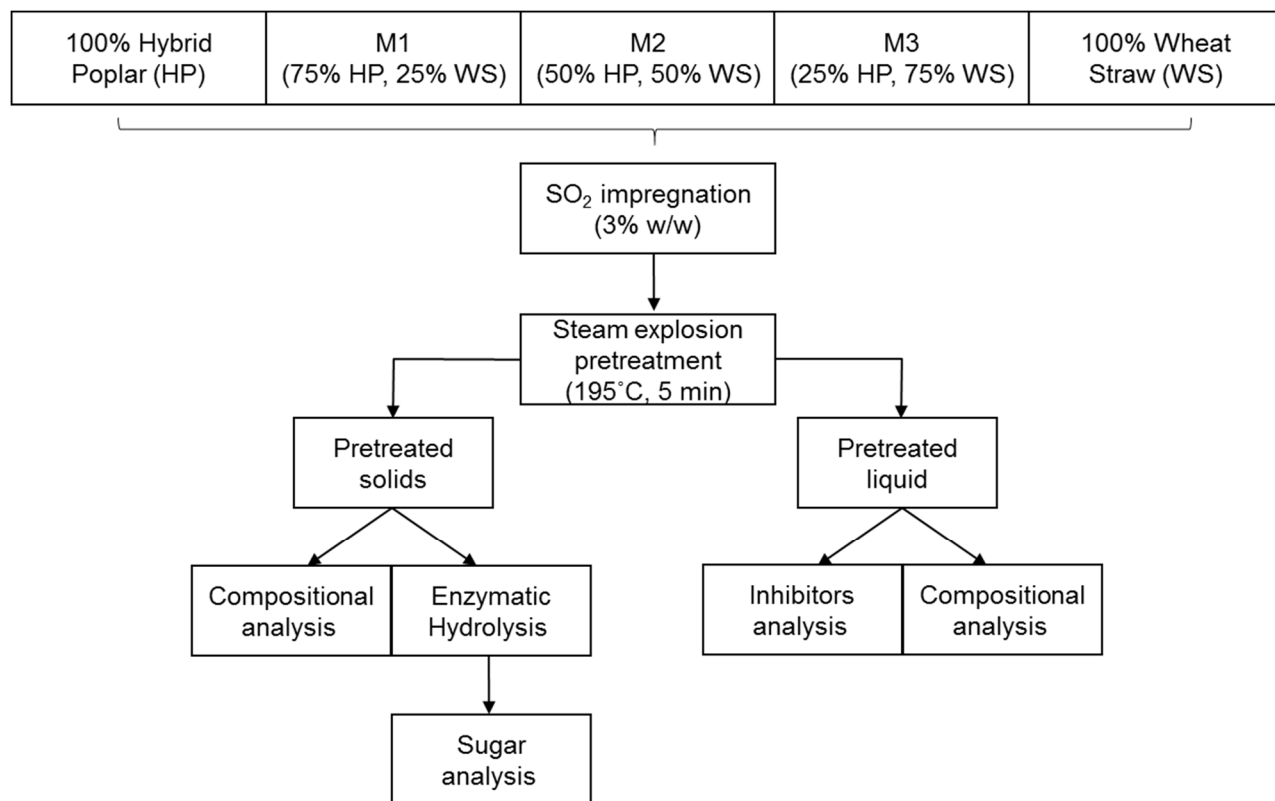 100% Hybrid
Poplar (HP)
M1
(75% HP, 25% WS)
M2
(50% HP, 50% WS)
M3
(25% HP, 75% WS)
100% Wheat
Straw (WS)
SO₂ impregnation
(3% w/w)
Steam explosion
pretreatment
(195˚C, 5 min)
Pretreated
solids
Pretreated
liquid
Compositional
analysis
Enzymatic
Hydrolysis
Inhibitors
analysis
Compositional
analysis
Sugar
analysis